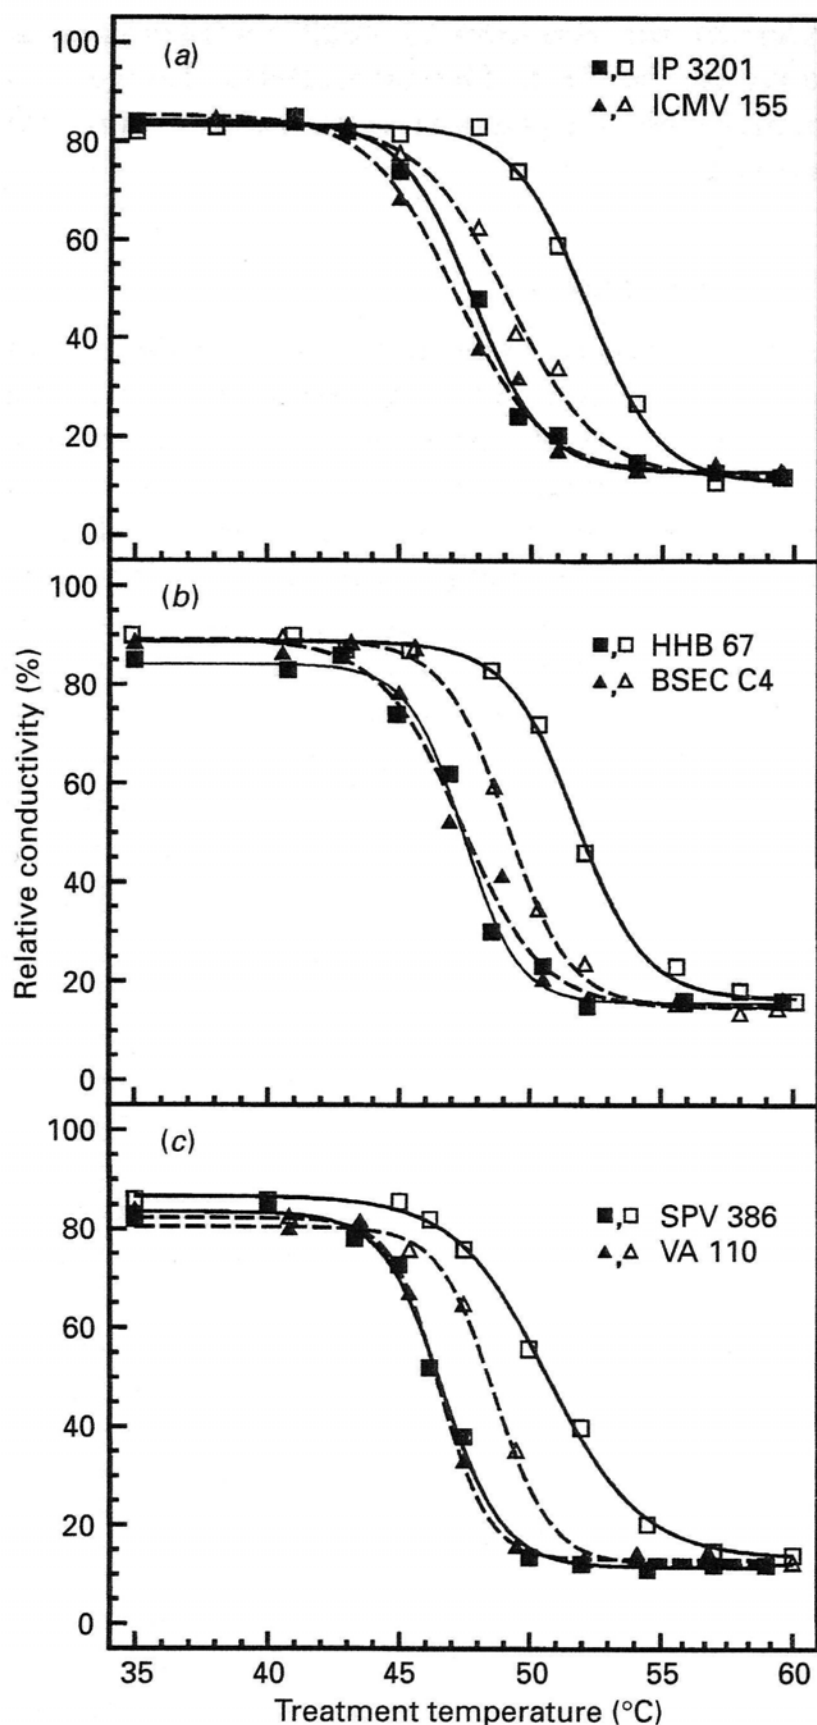 100
(a)
■,□ IP 3201
▲,△ ICMV 155
80
60
40
20
0
100
(b)
■,□ HHB 67
▲,△ BSEC C4
80
60
40
20
0
Relative conductivity (%)
100
(c)
■,□ SPV 386
▲,△ VA 110
80
60
40
20
0
35 40 45 50 55 60
Treatment temperature (°C)